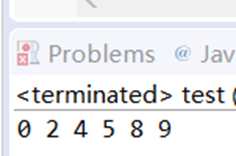 Problems @ Jav
<terminated> test (
0 2 4 5 8 9